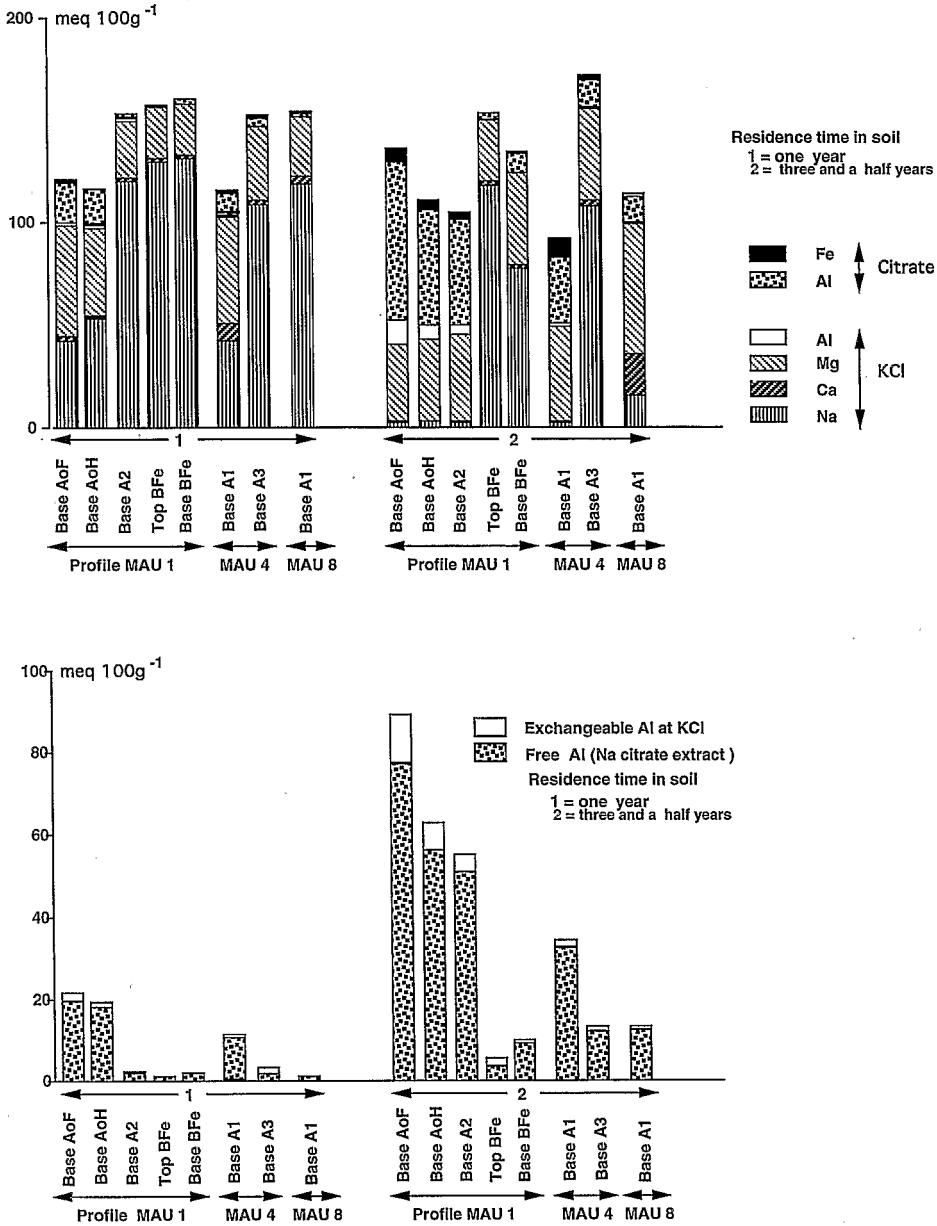 200 meq 100g-1
100
0
Residence time in soil
1 = one year
2 = three and a half years
Fe
Al
Citrate
Al
Mg
Ca
Na
KCl
1
2
Base AoF
Base AoH
Base A2
Top BFe
Base BFe
Base A1
Base A3
Base A1
Base AoF
Base AoH
Base A2
Top BFe
Base BFe
Base A1
Base A3
Base A1
Profile MAU 1 MAU 4 MAU 8 Profile MAU 1 MAU 4 MAU 8
100 meq 100g-1
80
60
40
20
0
Exchangeable Al at KCl
Free Al (Na citrate extract )
Residence time in soil
1 = one year
2 = three and a half years
1
2
Base AoF
Base AoH
Base A2
Top BFe
Base BFe
Base A1
Base A3
Base A1
Base AoF
Base AoH
Base A2
Top BFe
Base BFe
Base A1
Base A3
Base A1
Profile MAU 1 MAU 4 MAU 8 Profile MAU 1 MAU 4 MAU 8